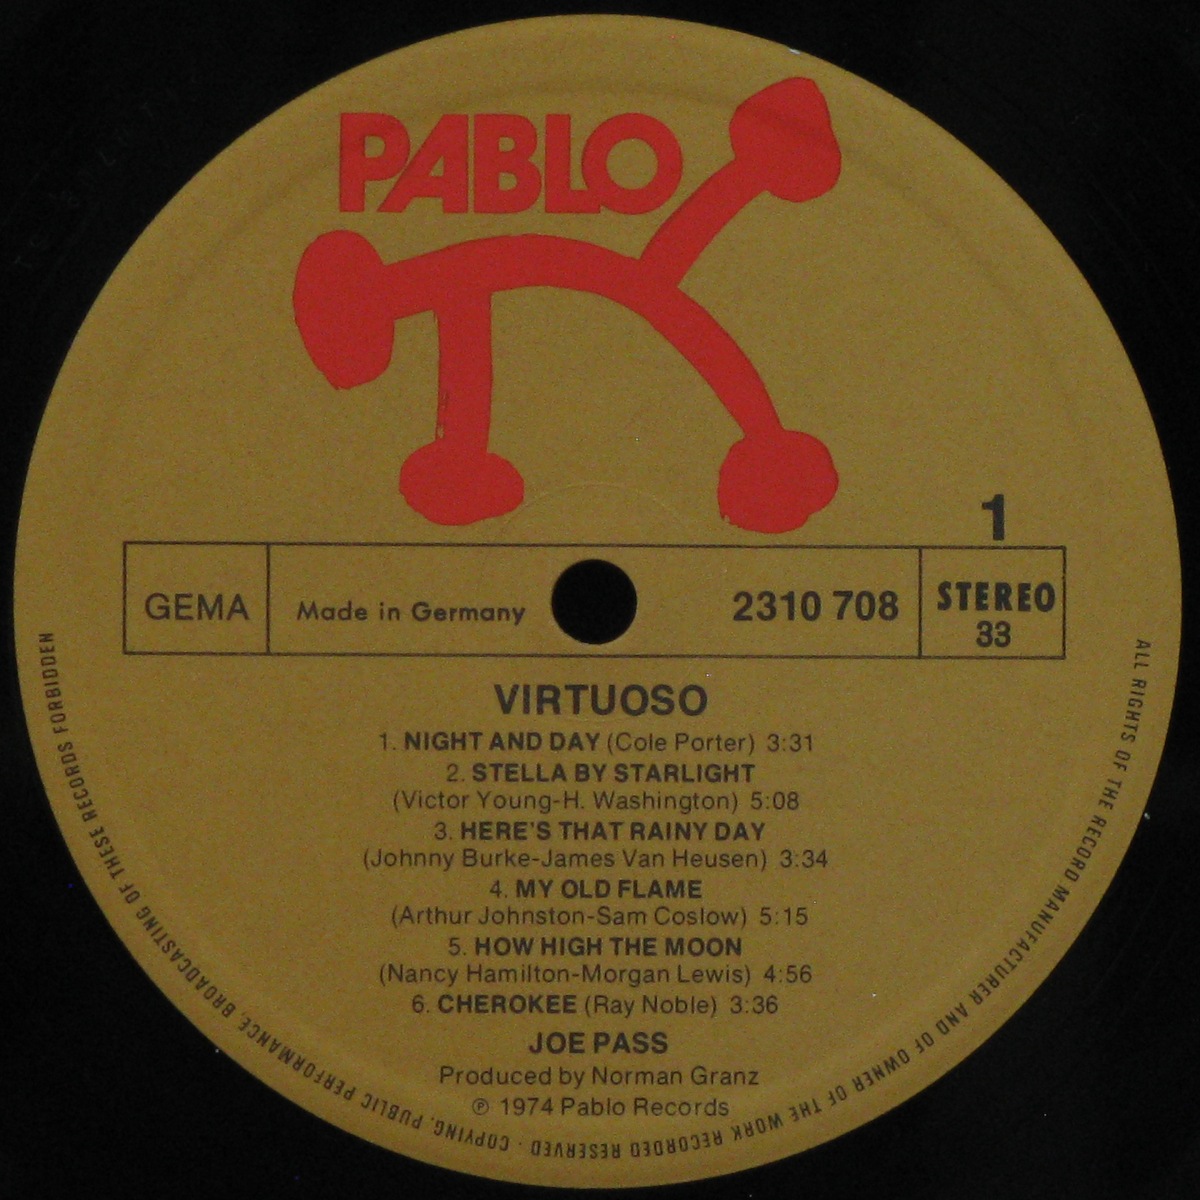 PABLO
1
GEMA
Made in Germany
2310 708
STEREO
33
VIRTUOSO
1. NIGHT AND DAY (Cole Porter) 3:31
2. STELLA BY STARLIGHT
(Victor Young-H. Washington) 5:08
3. HERE'S THAT RAINY DAY
(Johnny Burke-James Van Heusen) 3:34
4. MY OLD FLAME
(Arthur Johnston-Sam Coslow) 5:15
5. HOW HIGH THE MOON
(Nancy Hamilton-Morgan Lewis) 4:56
6. CHEROKEE (Ray Noble) 3:36
JOE PASS
Produced by Norman Granz
℗ 1974 Pablo Records
ALL RIGHTS OF THE RECORD MANUFACTURER AND OF OWNER OF THE WORK RECORDED RESERVED · COPYING, PUBLIC PERFORMANCE, BROADCASTING OF THESE RECORDS FORBIDDEN